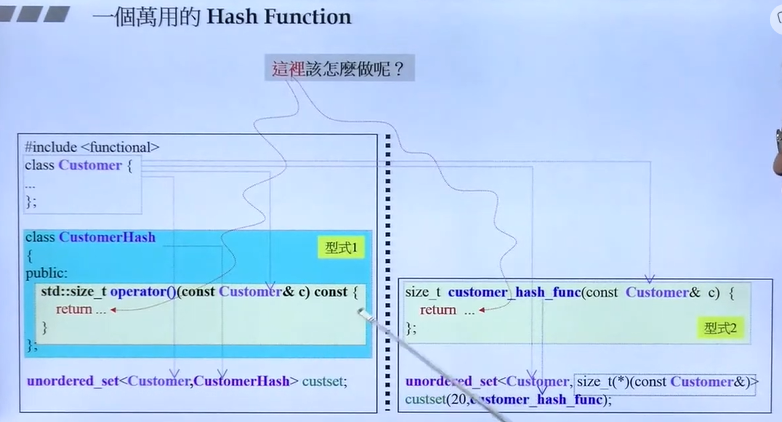 一個萬用的 Hash Function
這裡該怎麼做呢？
#include <functional>
class Customer {
...
};
class CustomerHash
型式1
{
public:
std::size_t operator()(const Customer& c) const {
return ...
}
};
unordered_set<Customer,CustomerHash> custset;
size_t customer_hash_func(const Customer& c) {
return ...
};
型式2
unordered_set<Customer, size_t(*)(const Customer&)>
custset(20,customer_hash_func);